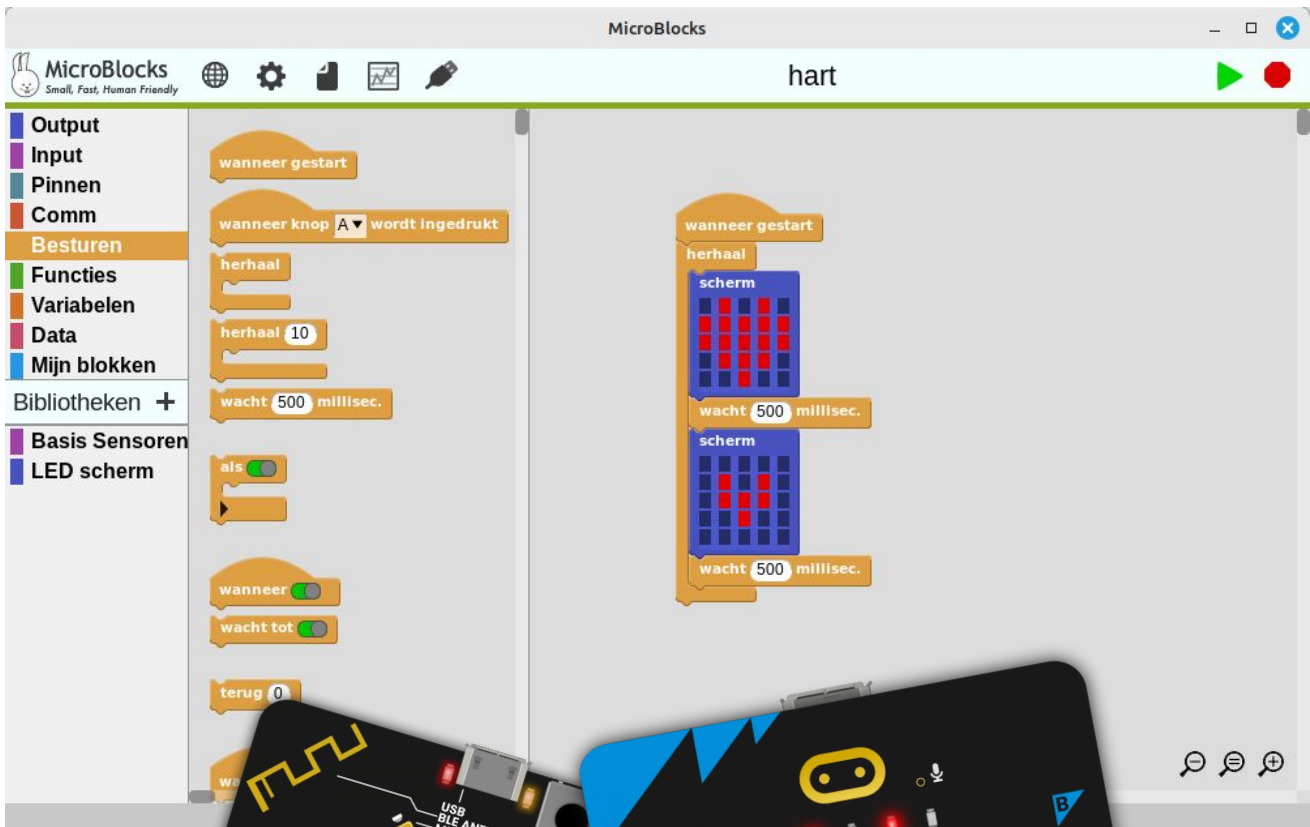 MicroBlocks
MicroBlocks
Small, Fast, Human Friendly
hart
Output
Input
Pinnen
Comm
Besturen
Functies
Variabelen
Data
Mijn blokken
Bibliotheken +
Basis Sensoren
LED scherm
wanneer gestart
wanneer knop A wordt ingedrukt
herhaal
herhaal 10
wacht 500 millisec.
als
wanneer
wacht tot
terug 0
wa
wanneer gestart
herhaal
scherm
wacht 500 millisec.
scherm
wacht 500 millisec.
USB
BLE ANT
B